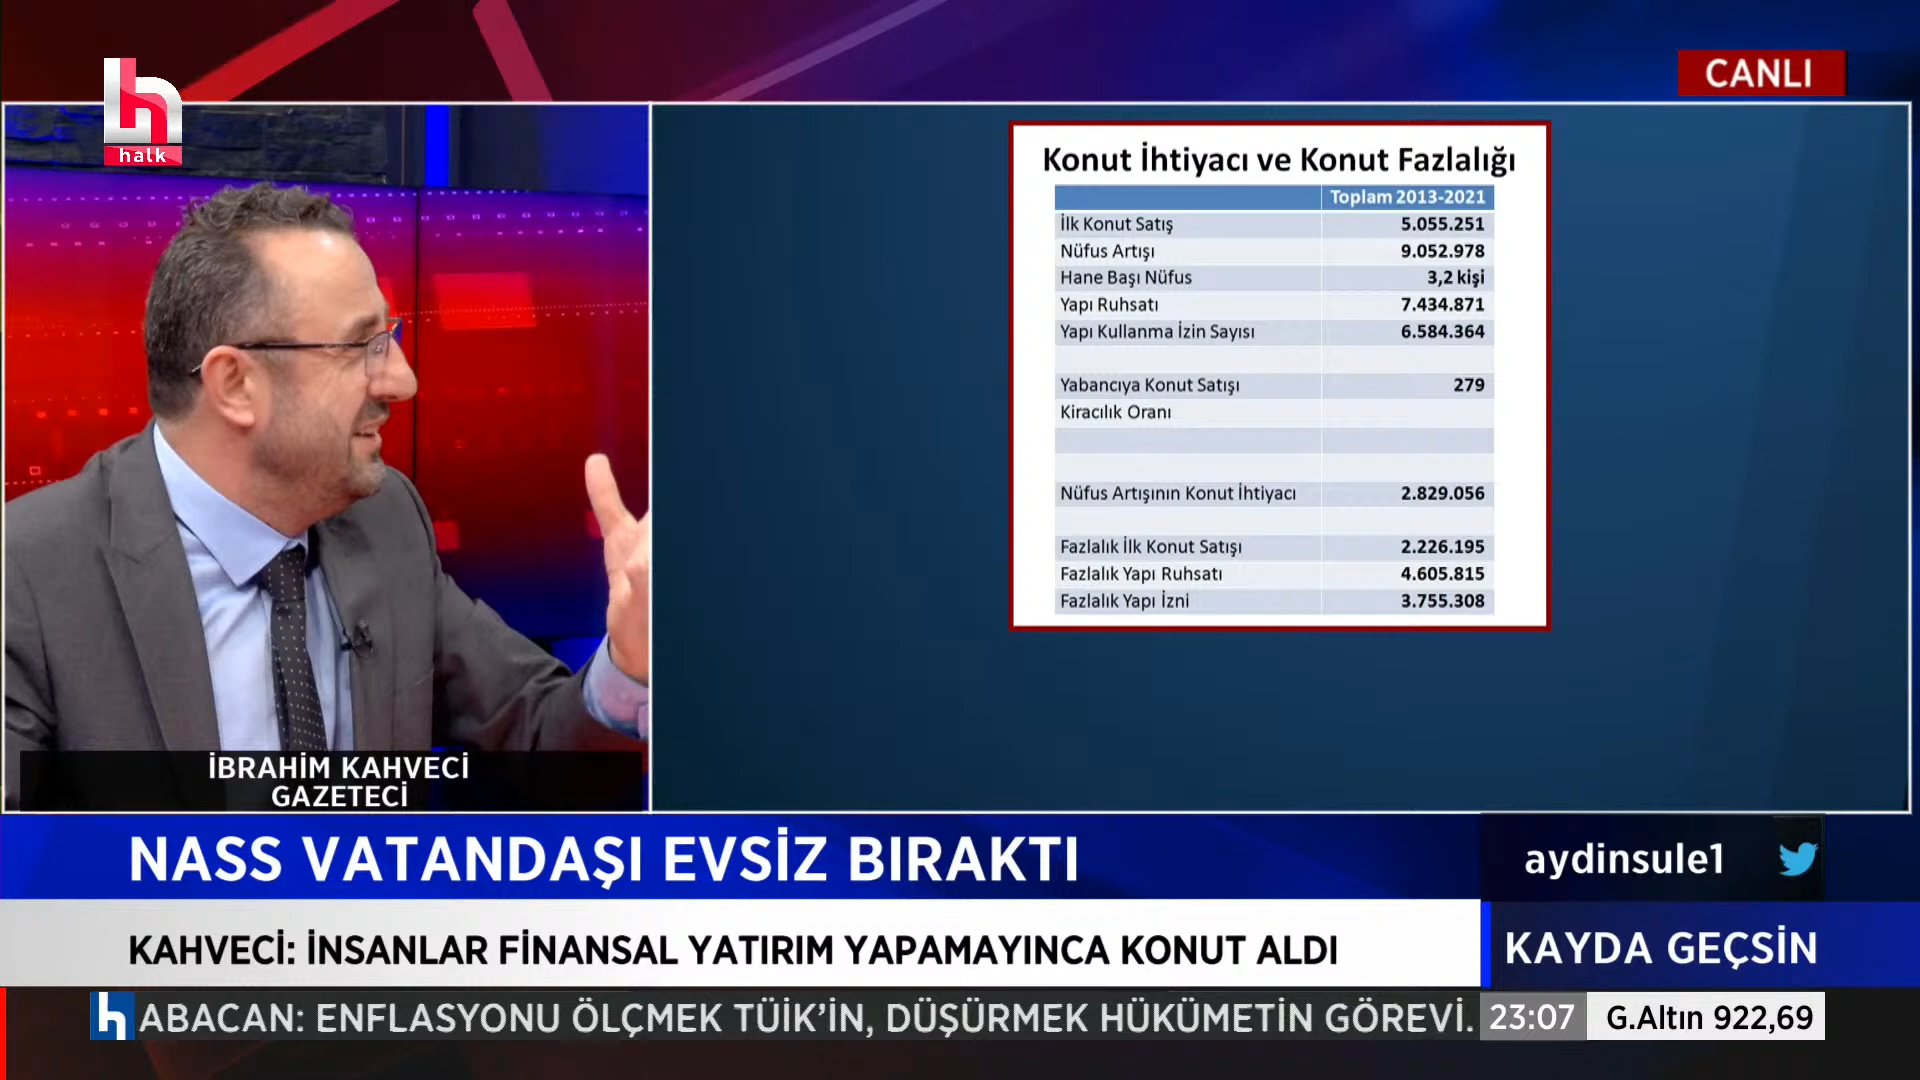 halk
CANLI
Konut İhtiyacı ve Konut Fazlalığı
Toplam 2013-2021
İlk Konut Satış 5.055.251
Nüfus Artışı 9.052.978
Hane Başı Nüfus 3,2 kişi
Yapı Ruhsatı 7.434.871
Yapı Kullanma İzin Sayısı 6.584.364
Yabancıya Konut Satışı 279
Kiracılık Oranı
Nüfus Artışının Konut İhtiyacı 2.829.056
Fazlalık İlk Konut Satışı 2.226.195
Fazlalık Yapı Ruhsatı 4.605.815
Fazlalık Yapı İzni 3.755.308
İBRAHİM KAHVECİ
GAZETECİ
NASS VATANDAŞI EVSİZ BIRAKTI
aydinsule1
KAHVECİ: İNSANLAR FİNANSAL YATIRIM YAPAMAYINCA KONUT ALDI
KAYDA GEÇSİN
ABACAN: ENFLASYONU ÖLÇMEK TÜİK'İN, DÜŞÜRMEK HÜKÜMETİN GÖREVİ. 23:07 G.Altın 922,69